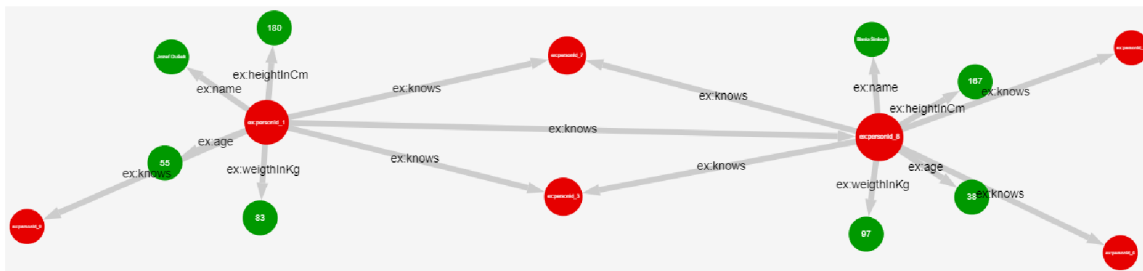 180
ex:heightInCm
ex:name
ex:personId_1
ex:age
55
ex:knows
ex:weigthInKg
83
ex:knows
ex:knows
ex:knows
ex:knows
ex:knows
ex:name
167
ex:heightInCm
ex:knows
ex:age
ex:weigthInKg
38
ex:knows
97